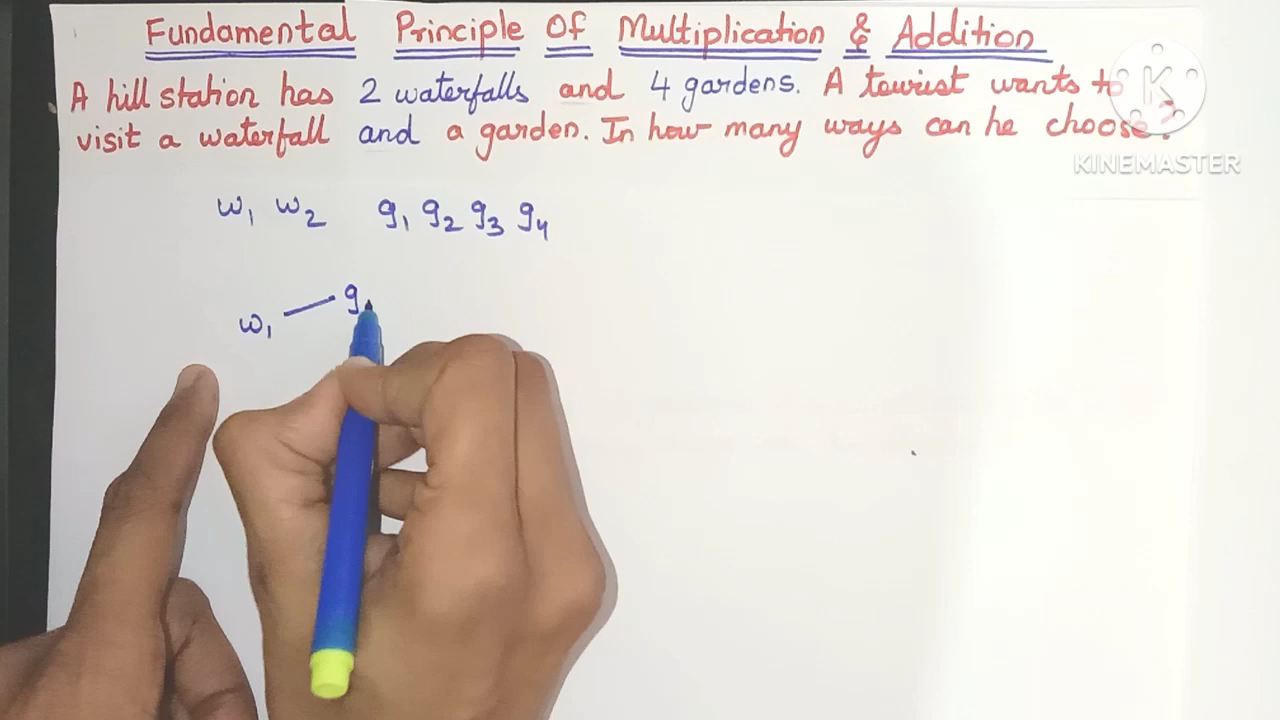 Fundamental Principle Of Multiplication & Addition
A hill station has 2 waterfalls and 4 gardens. A tourist wants to
visit a waterfall and a garden. In how many ways can he choose?
K
KINEMASTER
w₁ w₂ g₁ g₂ g₃ g₄
w₁ — g